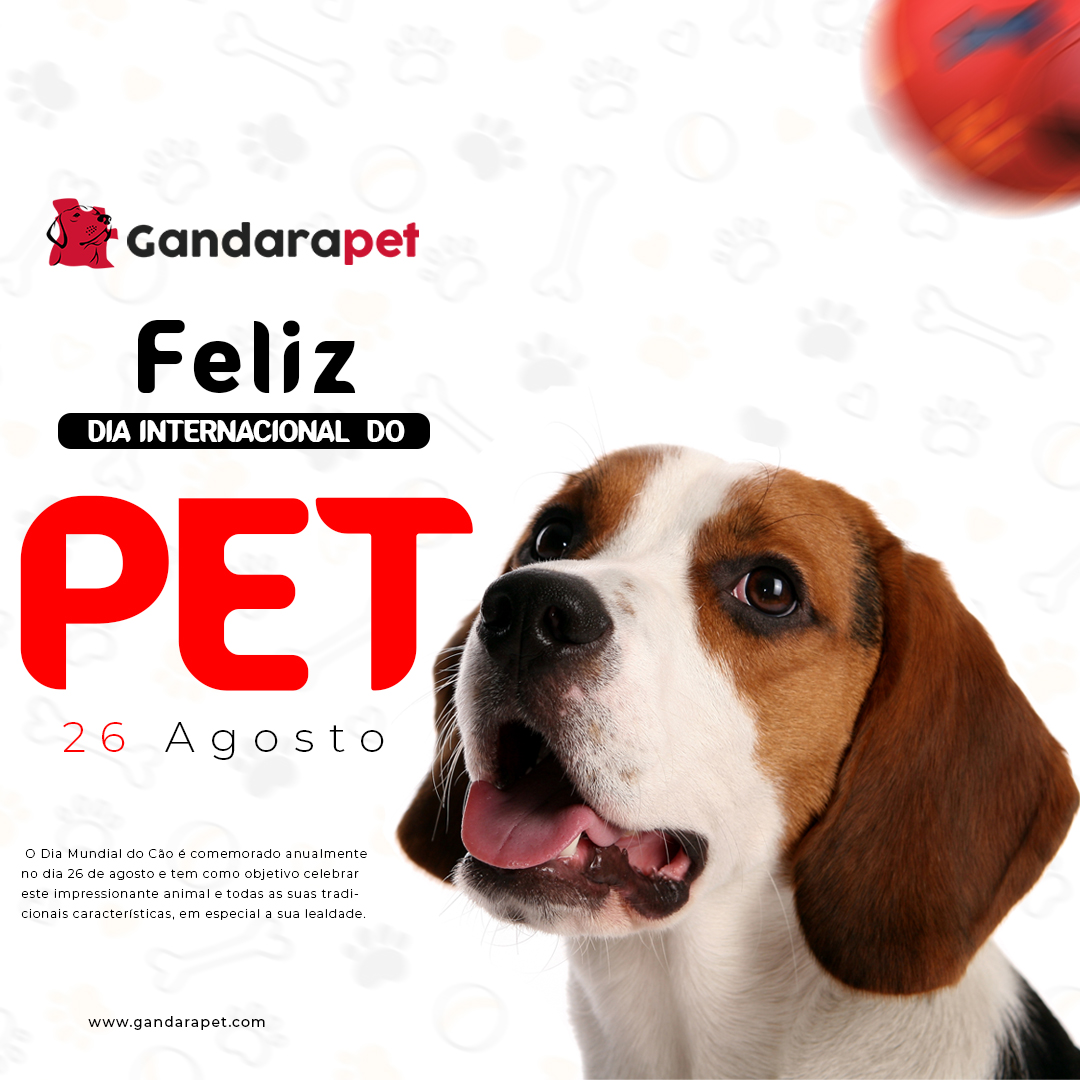 Gandarapet
Feliz
DIA INTERNACIONAL DO
PET
26 Agosto
O Dia Mundial do Cão é comemorado anualmente
no dia 26 de agosto e tem como objetivo celebrar
este impressionante animal e todas as suas tradi-
cionais características, em especial a sua lealdade.
www.gandarapet.com